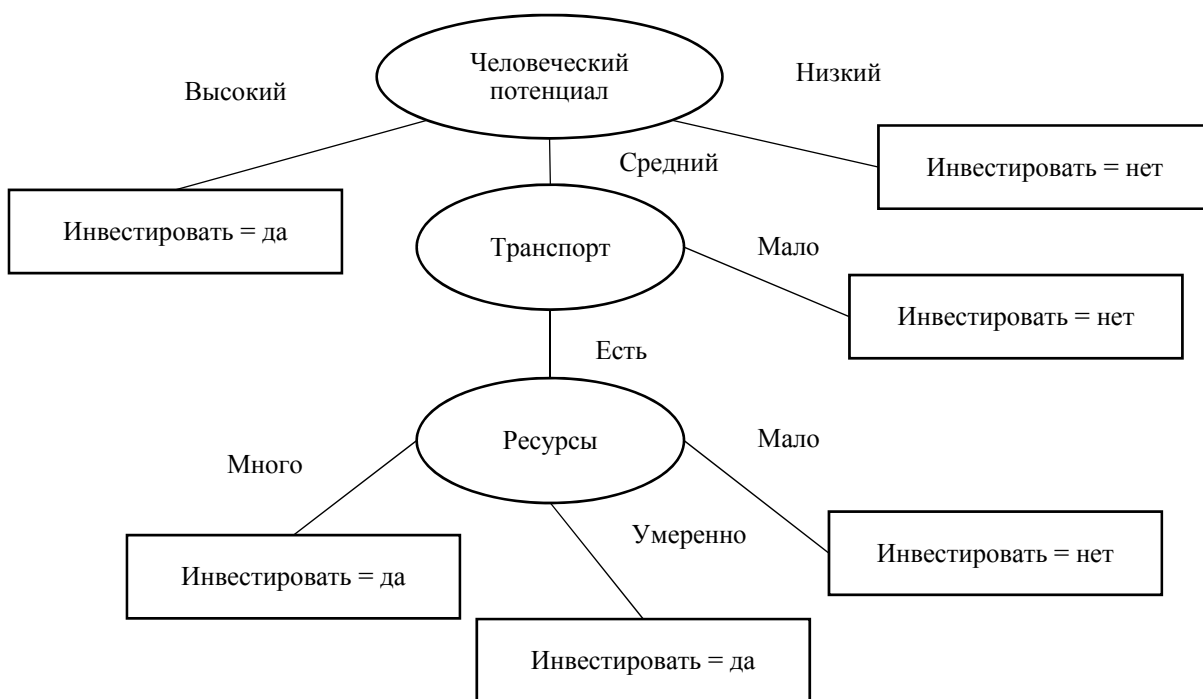 Человеческий
потенциал
Высокий
Низкий
Средний
Инвестировать = нет
Инвестировать = да
Транспорт
Мало
Инвестировать = нет
Есть
Ресурсы
Мало
Много
Умеренно
Инвестировать = нет
Инвестировать = да
Инвестировать = да